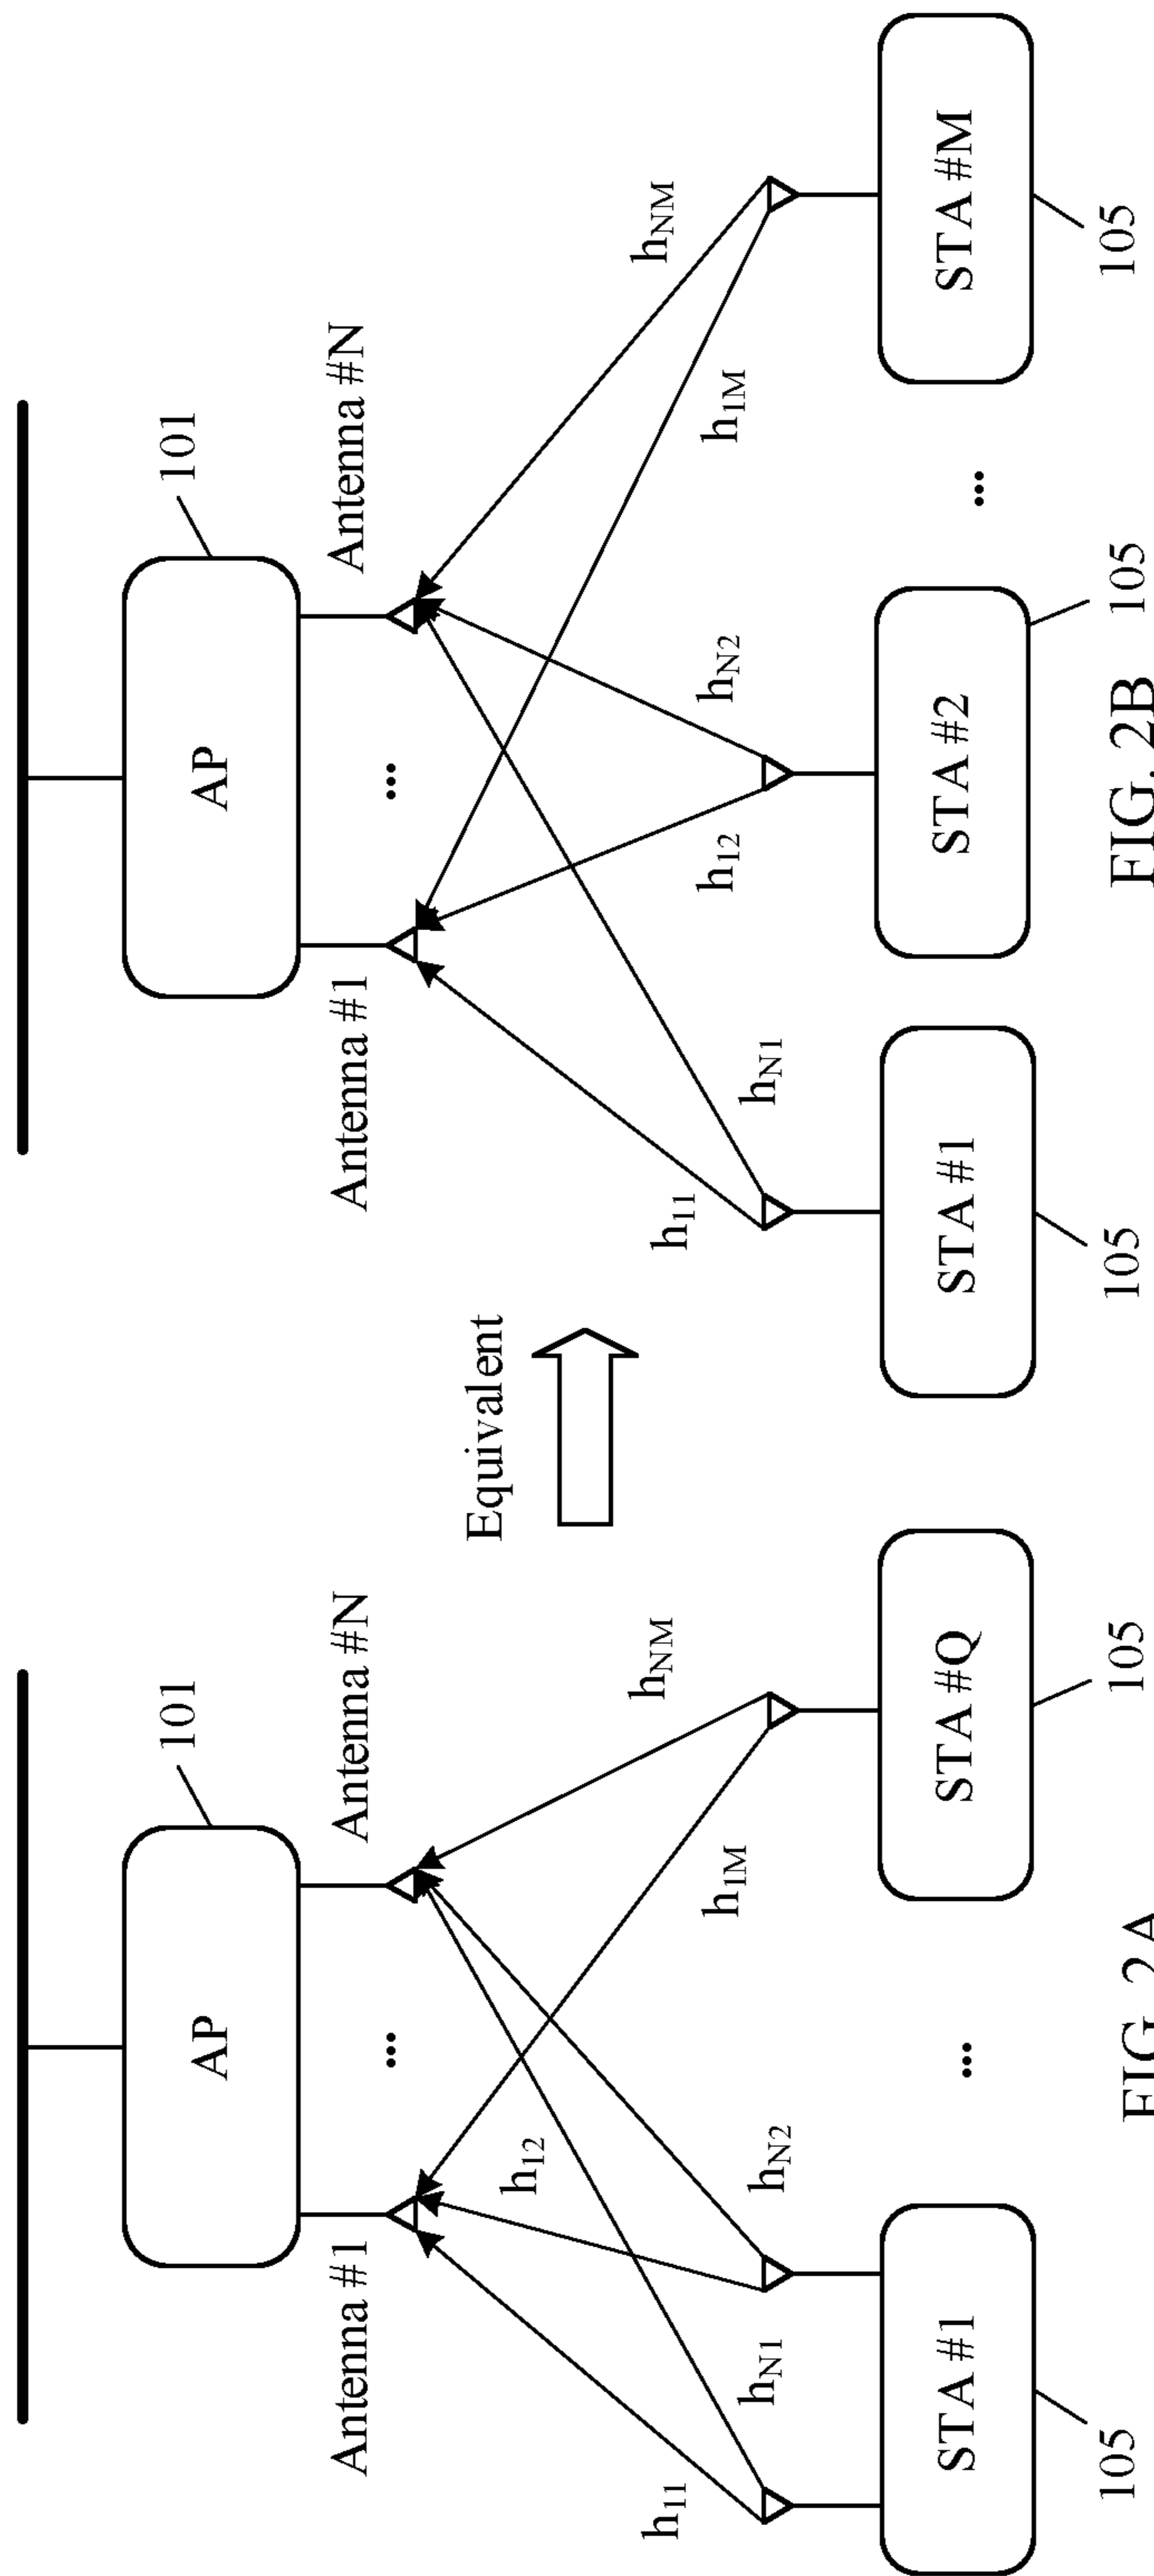 AP
101
Antenna #1
...
Antenna #N
h11
h12
hN1
hN2
h1M
hNM
STA #1
...
STA #Q
105
105
FIG. 2A
Equivalent
AP
101
Antenna #1
...
Antenna #N
h11
hN1
h12
hN2
h1M
hNM
STA #1
STA #2
...
STA #M
105
105
105
FIG. 2B